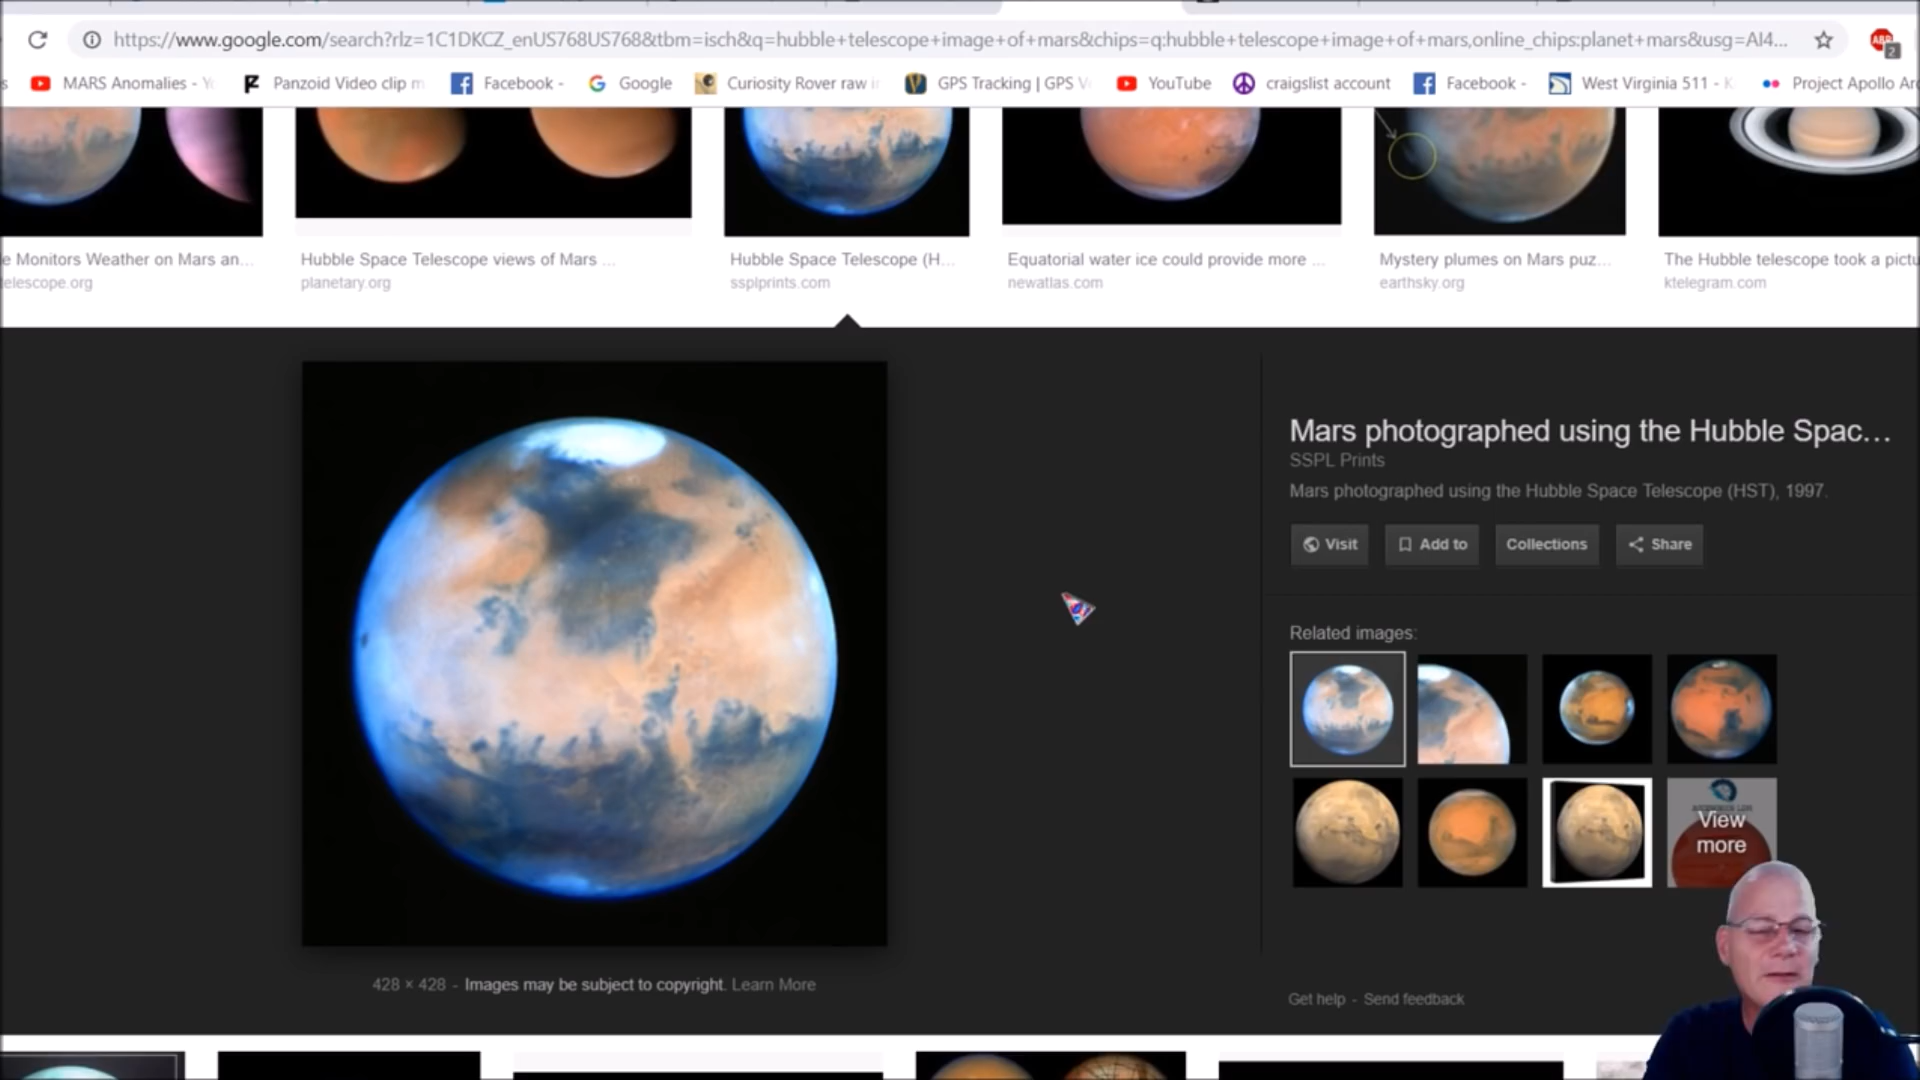 https://www.google.com/search?rlz=1C1DKCZ_enUS768US768&tbm=isch&q=hubble+telescope+image+of+mars&chips=q:hubble+telescope+image+of+mars,online_chips:planet+mars&usg=AI4...
ABP
2
s MARS Anomalies - Panzoid Video clip m Facebook - Google Curiosity Rover raw GPS Tracking | GPS YouTube craigslist account Facebook - West Virginia 511 - Project Apollo Ar
e Monitors Weather on Mars an... Hubble Space Telescope views of Mars ... Hubble Space Telescope (H... Equatorial water ice could provide more ... Mystery plumes on Mars puz... The Hubble telescope took a pictu
elescope.org planetary.org ssplprints.com newatlas.com earthsky.org ktelegram.com
Mars photographed using the Hubble Spac...
SSPL Prints
Mars photographed using the Hubble Space Telescope (HST), 1997.
Visit Add to Collections Share
Related images:
View
more
428 × 428 - Images may be subject to copyright. Learn More
Get help - Send feedback